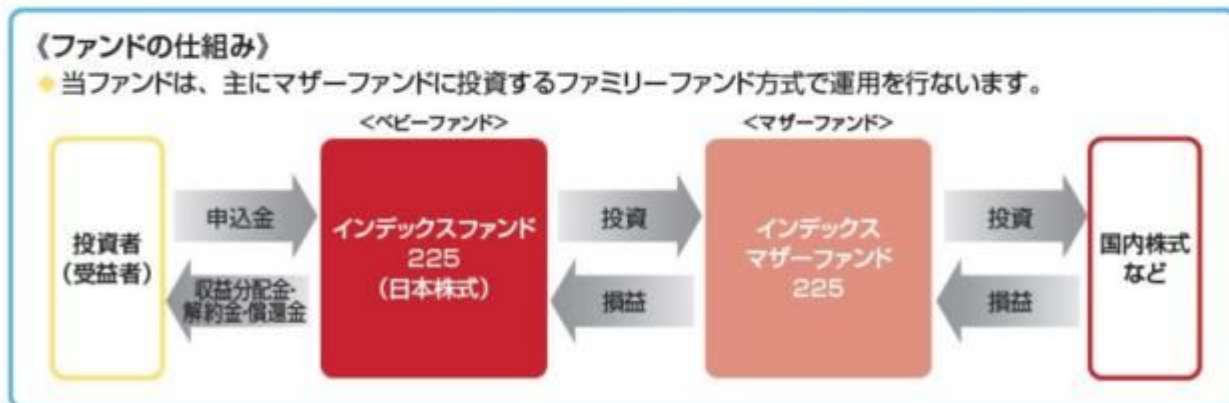 《ファンドの仕組み》
◆当ファンドは、主にマザーファンドに投資するファミリーファンド方式で運用を行ないます。
<ベビーファンド>
<マザーファンド>
投資者
(受益者)
申込金
収益分配金・
解約金・償還金
インデックスファンド
225
(日本株式)
投資
損益
インデックス
マザーファンド
225
投資
損益
国内株式
など